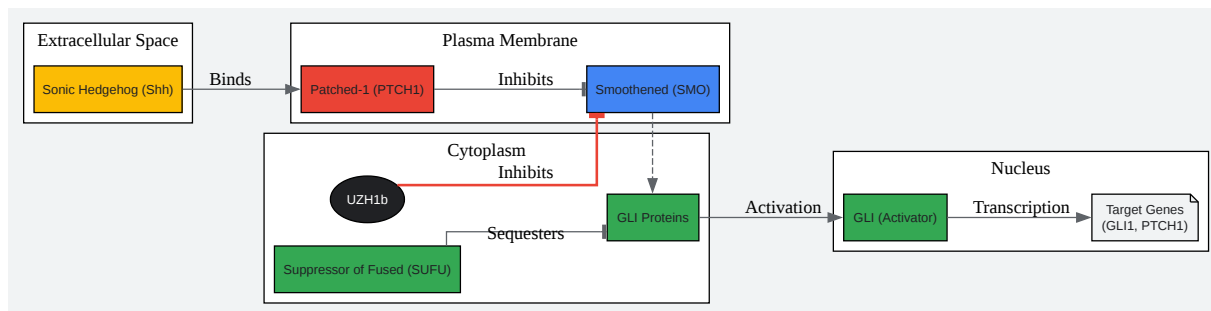 Extracellular Space
Sonic Hedgehog (Shh)
Binds
Plasma Membrane
Patched-1 (PTCH1)
Inhibits
Smoothened (SMO)
Cytoplasm
Inhibits
UZH1b
GLI Proteins
Sequesters
Suppressor of Fused (SUFU)
Activation
Nucleus
GLI (Activator)
Transcription
Target Genes
(GLI1, PTCH1)